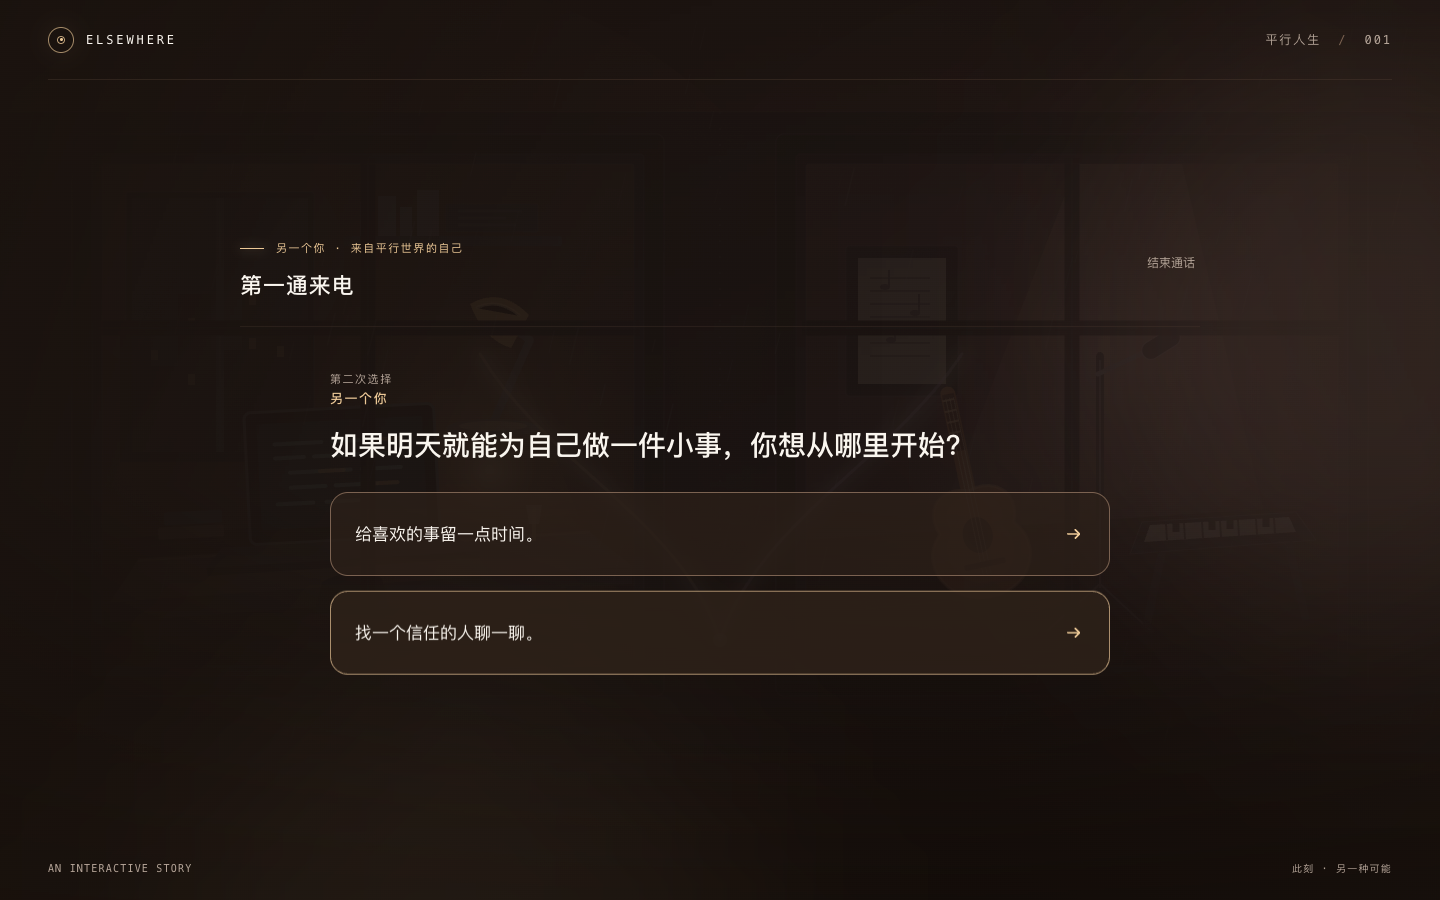 ELSEWHERE
平行人生 / 001
另一个你 · 来自平行世界的自己
第一通来电
结束通话
第二次选择
另一个你
如果明天就能为自己做一件小事，你想从哪里开始？
给喜欢的事留一点时间。
找一个信任的人聊一聊。
AN INTERACTIVE STORY
此刻 · 另一种可能